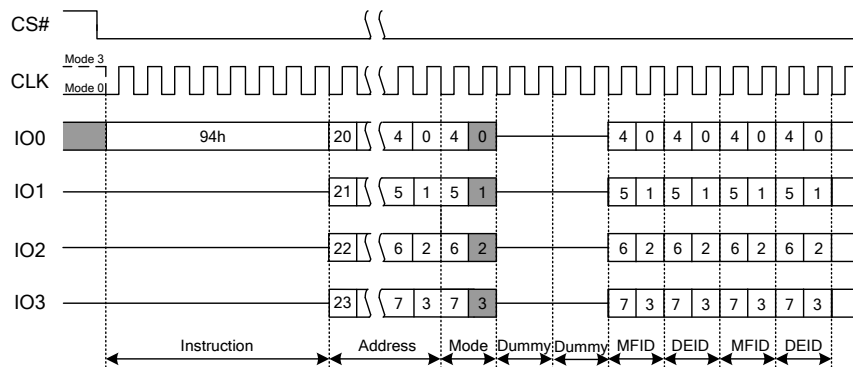 CS#
Mode 3
CLK
Mode 0
IO0 94h 20 4 0 4 0 4 0 4 0 4 0 4 0
IO1 21 5 1 5 1 5 1 5 1 5 1 5 1
IO2 22 6 2 6 2 6 2 6 2 6 2 6 2
IO3 23 7 3 7 3 7 3 7 3 7 3 7 3
Instruction Address Mode Dummy Dummy MFID DEID MFID DEID